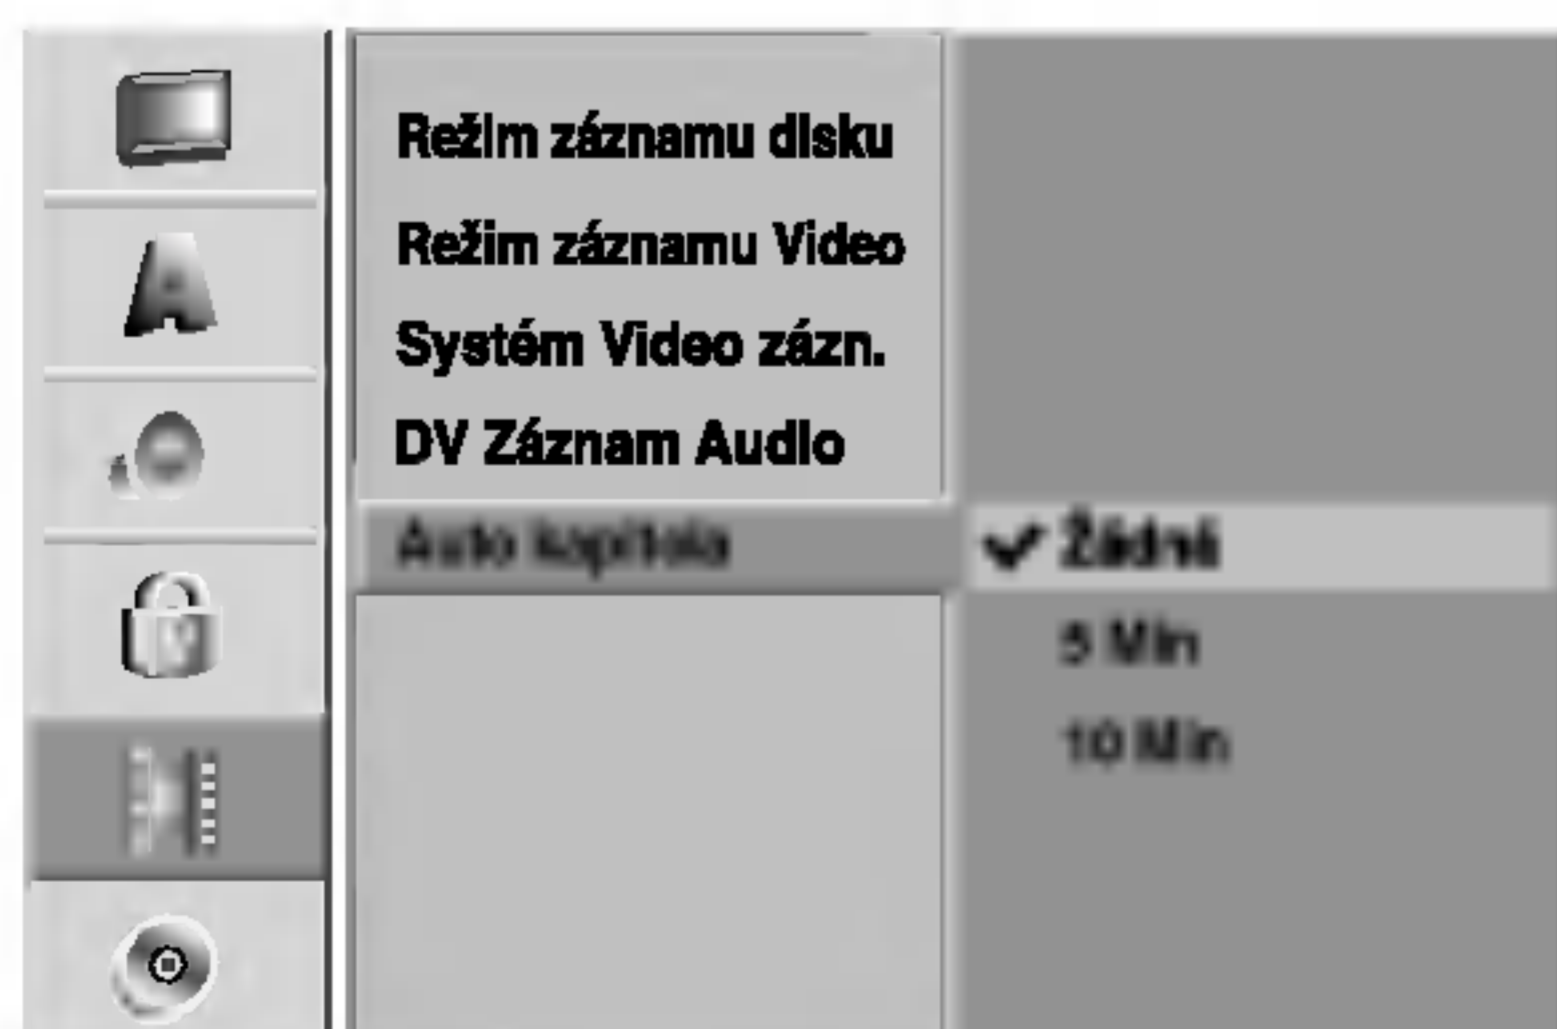 Režim záznamu disku
Režim záznamu Video
Systém Video zázn.
DV Záznam Audio
Auto kapitola
Žádné
5 Min
10 Min